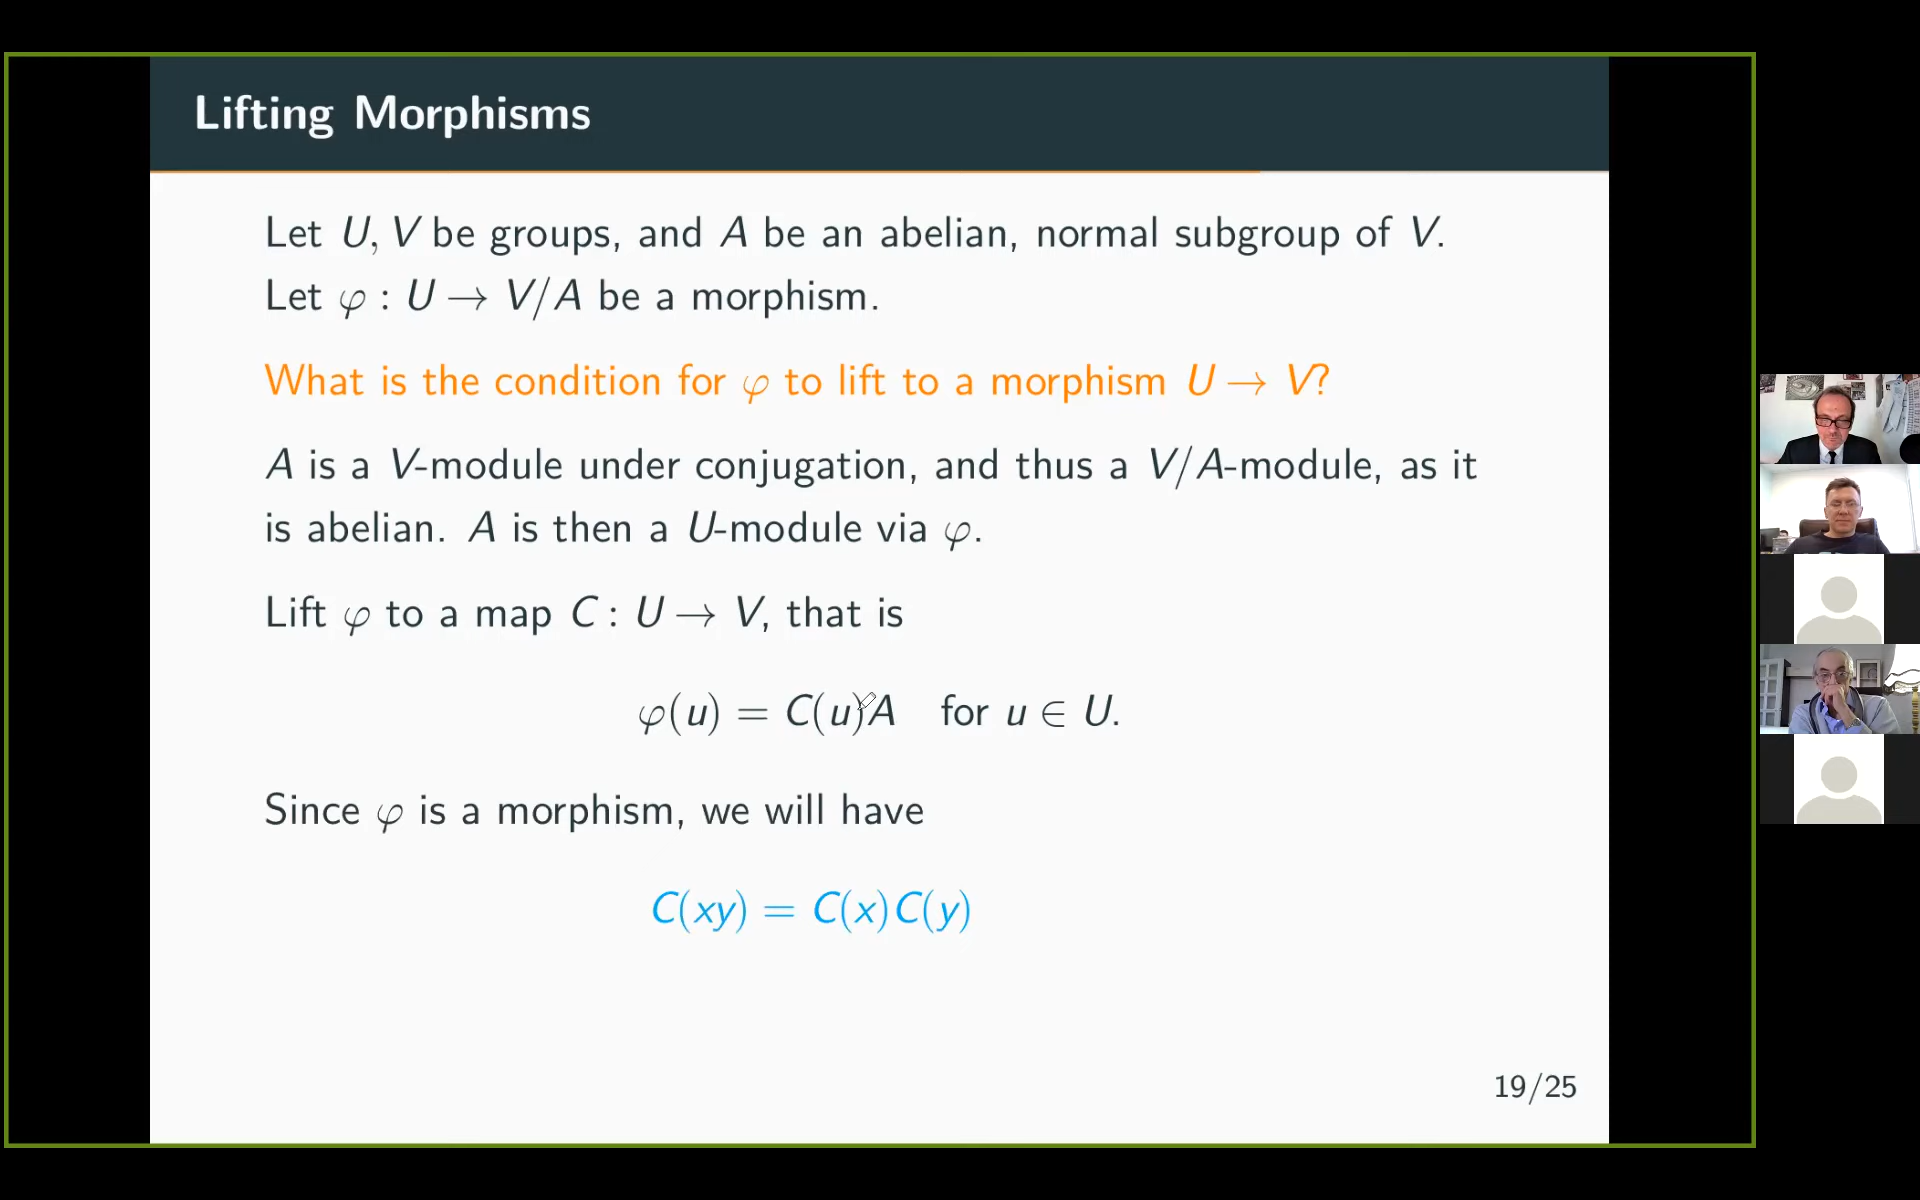 Lifting Morphisms
Let U, V be groups, and A be an abelian, normal subgroup of V.
Let φ : U → V/A be a morphism.
What is the condition for φ to lift to a morphism U → V?
A is a V-module under conjugation, and thus a V/A-module, as it
is abelian. A is then a U-module via φ.
Lift φ to a map C : U → V, that is
φ(u) = C(u)A for u ∈ U.
Since φ is a morphism, we will have
C(xy) = C(x)C(y)
19/25